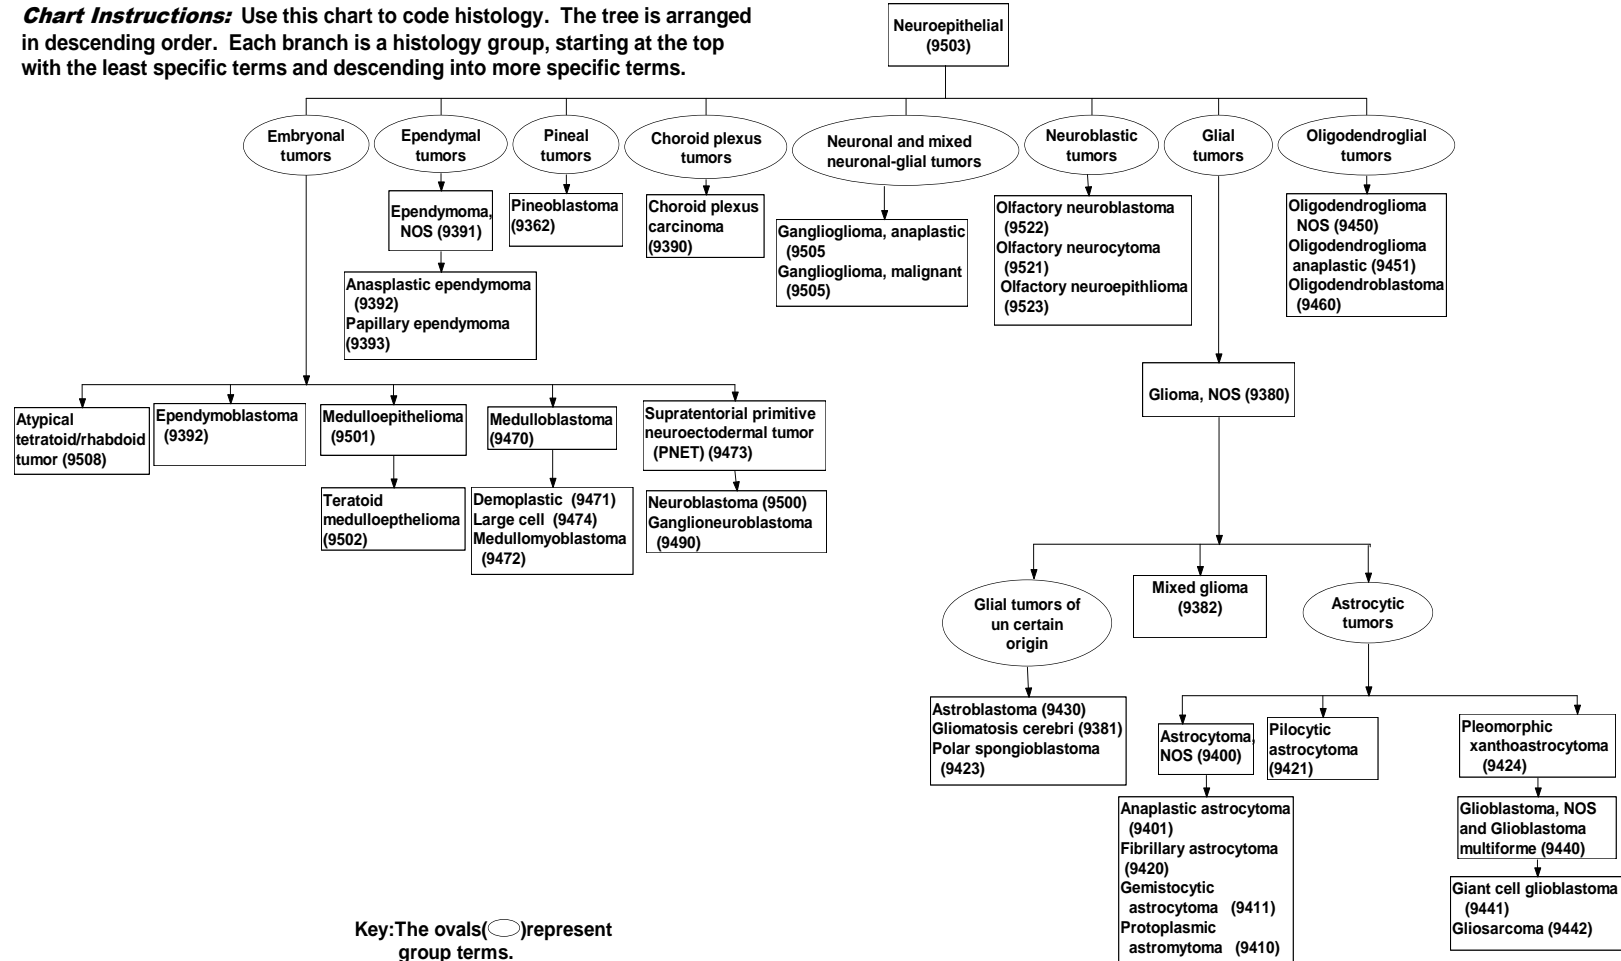 Chart Instructions: Use this chart to code histology. The tree is arranged
in descending order. Each branch is a histology group, starting at the top
with the least specific terms and descending into more specific terms.
Neuroepithelial
(9503)
Embryonal
tumors
Ependymal
tumors
Pineal
tumors
Choroid plexus
tumors
Neuronal and mixed
neuronal-glial tumors
Neuroblastic
tumors
Glial
tumors
Oligodendroglial
tumors
Ependymoma,
NOS (9391)
Anasplastic ependymoma
(9392)
Papillary ependymoma
(9393)
Pineoblastoma
(9362)
Choroid plexus
carcinoma
(9390)
Ganglioglioma, anaplastic
(9505
Ganglioglioma, malignant
(9505)
Olfactory neuroblastoma
(9522)
Olfactory neurocytoma
(9521)
Olfactory neuroepithlioma
(9523)
Oligodendroglioma
NOS (9450)
Oligodendroglioma
anaplastic (9451)
Oligodendroblastoma
(9460)
Glioma, NOS (9380)
Atypical
tetratoid/rhabdoid
tumor (9508)
Ependymoblastoma
(9392)
Medulloepithelioma
(9501)
Medulloblastoma
(9470)
Supratentorial primitive
neuroectodermal tumor
(PNET) (9473)
Teratoid
medulloepthelioma
(9502)
Demoplastic (9471)
Large cell (9474)
Medullomyoblastoma
(9472)
Neuroblastoma (9500)
Ganglioneuroblastoma
(9490)
Glial tumors of
un certain
origin
Mixed glioma
(9382)
Astrocytic
tumors
Astroblastoma (9430)
Gliomatosis cerebri (9381)
Polar spongioblastoma
(9423)
Astrocytoma,
NOS (9400)
Pilocytic
astrocytoma
(9421)
Pleomorphic
xanthoastrocytoma
(9424)
Anaplastic astrocytoma
(9401)
Fibrillary astrocytoma
(9420)
Gemistocytic
astrocytoma (9411)
Protoplasmic
astromytoma (9410)
Glioblastoma, NOS
and Glioblastoma
multiforme (9440)
Giant cell glioblastoma
(9441)
Gliosarcoma (9442)
Key:The ovals( )represent
group terms.